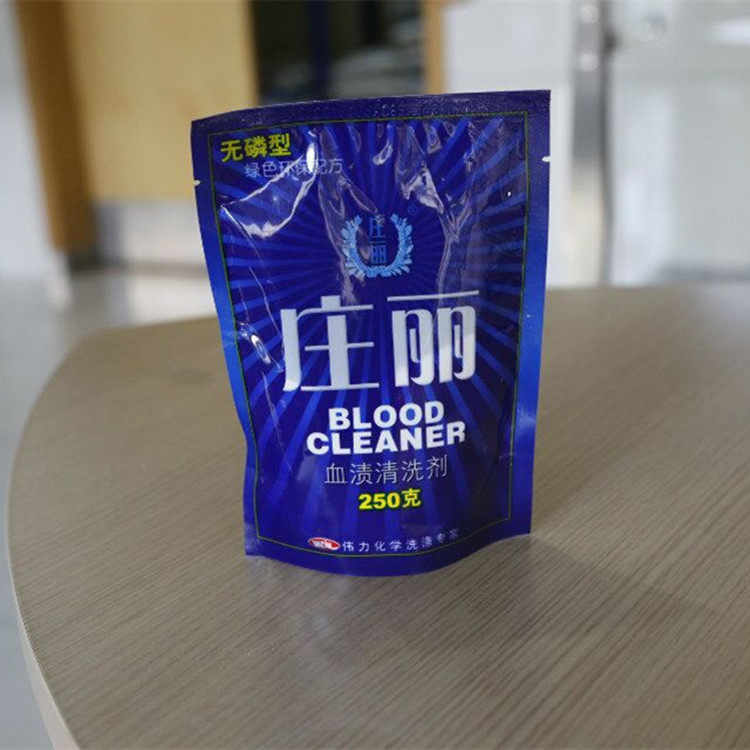 无磷型
绿色环保配方
庄丽
®
庄丽
BLOOD
CLEANER
血渍清洗剂
250克
伟力化学洗涤专家